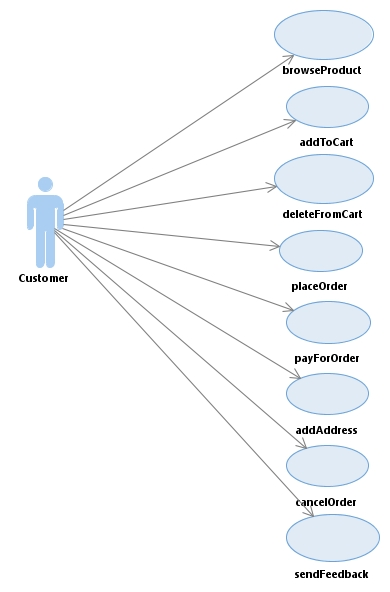 browseProduct
addToCart
deleteFromCart
placeOrder
Customer
payForOrder
addAddress
cancelOrder
sendFeedback